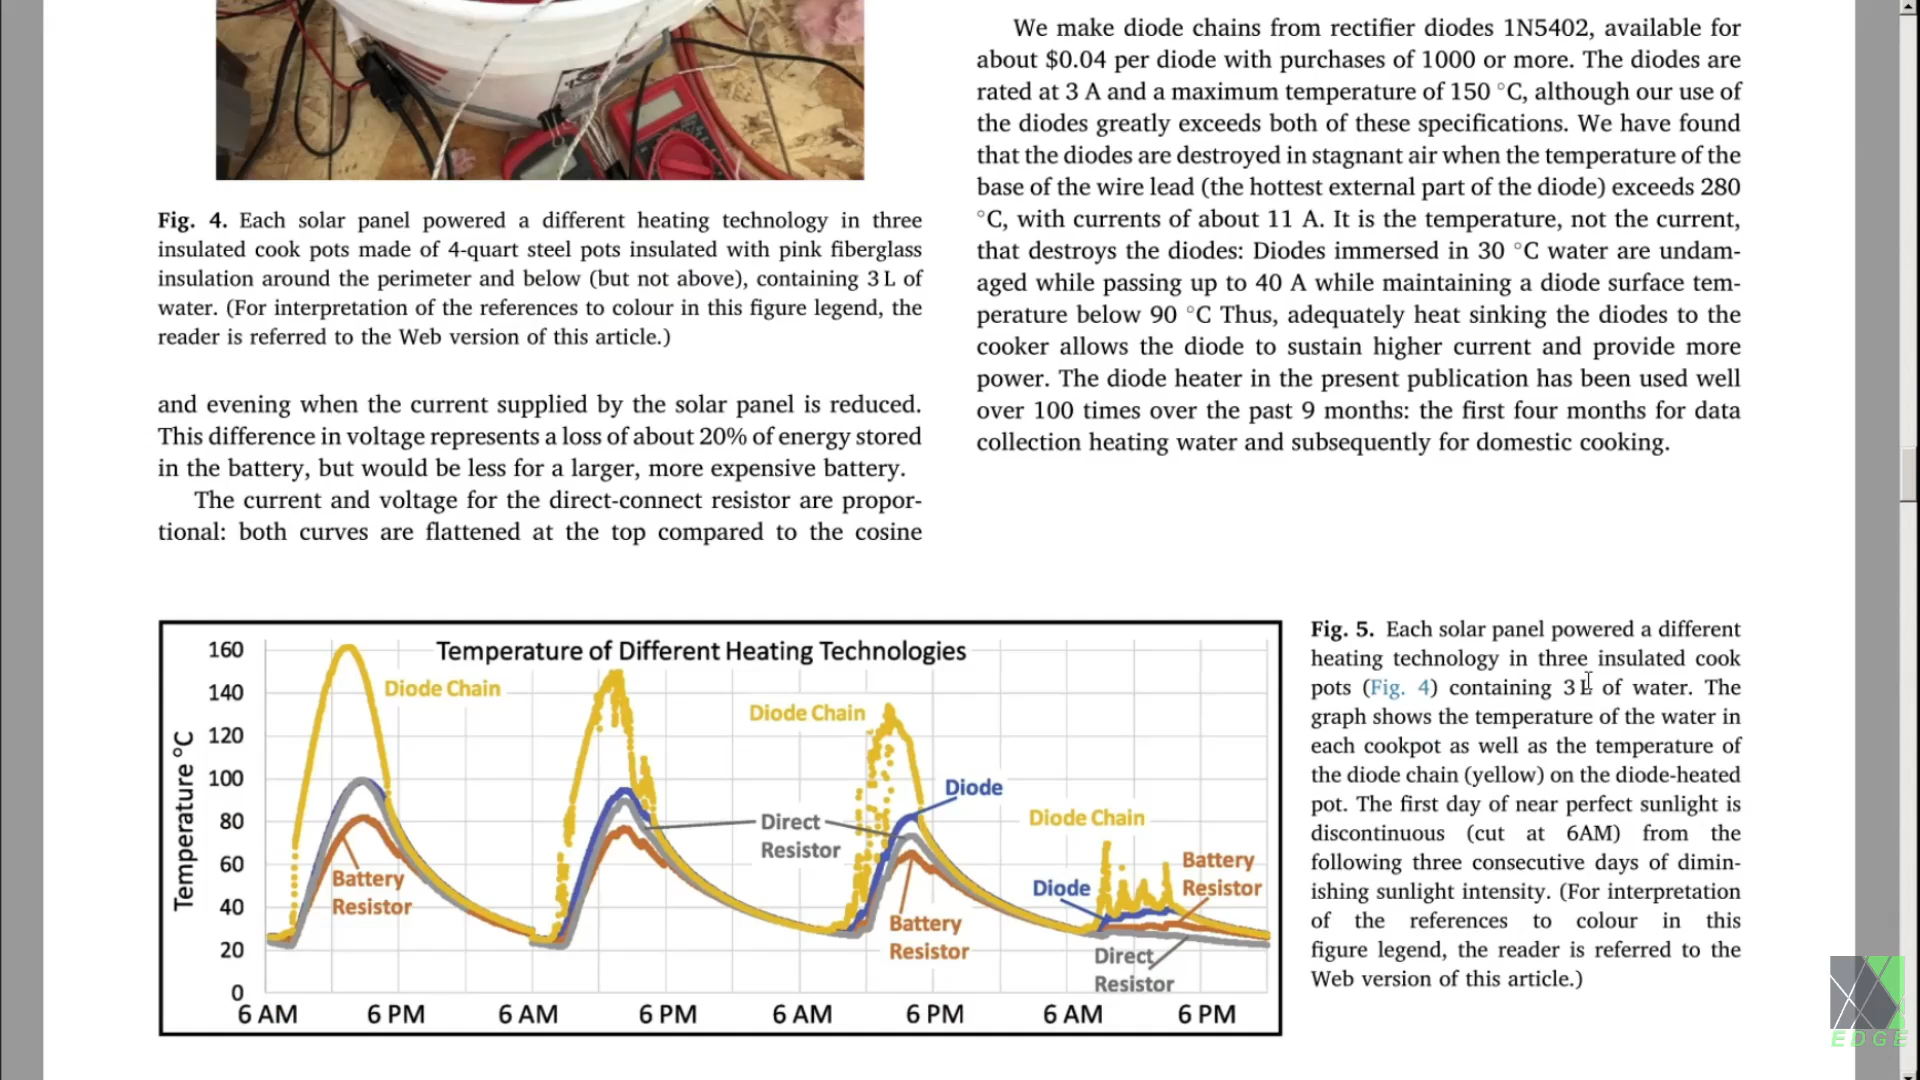 Fig. 4. Each solar panel powered a different heating technology in three
insulated cook pots made of 4-quart steel pots insulated with pink fiberglass
insulation around the perimeter and below (but not above), containing 3 L of
water. (For interpretation of the references to colour in this figure legend, the
reader is referred to the Web version of this article.)
and evening when the current supplied by the solar panel is reduced.
This difference in voltage represents a loss of about 20% of energy stored
in the battery, but would be less for a larger, more expensive battery.
The current and voltage for the direct-connect resistor are propor-
tional: both curves are flattened at the top compared to the cosine
We make diode chains from rectifier diodes 1N5402, available for
about $0.04 per diode with purchases of 1000 or more. The diodes are
rated at 3 A and a maximum temperature of 150 °C, although our use of
the diodes greatly exceeds both of these specifications. We have found
that the diodes are destroyed in stagnant air when the temperature of the
base of the wire lead (the hottest external part of the diode) exceeds 280
°C, with currents of about 11 A. It is the temperature, not the current,
that destroys the diodes: Diodes immersed in 30 °C water are undam-
aged while passing up to 40 A while maintaining a diode surface tem-
perature below 90 °C Thus, adequately heat sinking the diodes to the
cooker allows the diode to sustain higher current and provide more
power. The diode heater in the present publication has been used well
over 100 times over the past 9 months: the first four months for data
collection heating water and subsequently for domestic cooking.
Temperature of Different Heating Technologies
Temperature °C
160
140
120
100
80
60
40
20
0
6 AM
6 PM
6 AM
6 PM
6 AM
6 PM
6 AM
6 PM
Diode Chain
Battery
Resistor
Diode Chain
Direct
Resistor
Diode
Battery
Resistor
Diode Chain
Diode
Battery
Resistor
Direct
Resistor
Fig. 5. Each solar panel powered a different
heating technology in three insulated cook
pots (Fig. 4) containing 3 L of water. The
graph shows the temperature of the water in
each cookpot as well as the temperature of
the diode chain (yellow) on the diode-heated
pot. The first day of near perfect sunlight is
discontinuous (cut at 6AM) from the
following three consecutive days of dimin-
ishing sunlight intensity. (For interpretation
of the references to colour in this
figure legend, the reader is referred to the
Web version of this article.)
EDGE